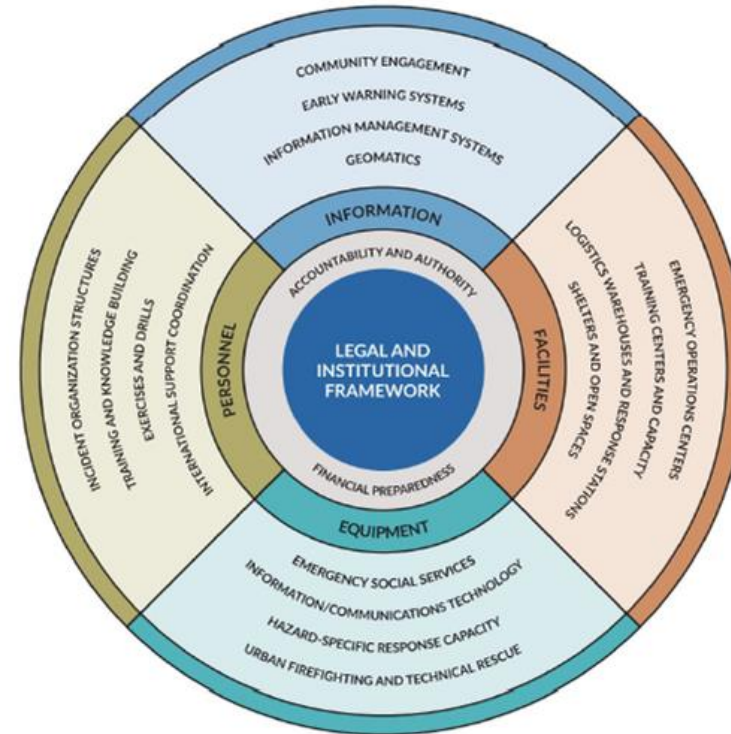 COMMUNITY ENGAGEMENT
EARLY WARNING SYSTEMS
INFORMATION MANAGEMENT SYSTEMS
GEOMATICS
INFORMATION
ACCOUNTABILITY AND AUTHORITY
LEGAL AND
INSTITUTIONAL
FRAMEWORK
FINANCIAL PREPAREDNESS
PERSONNEL
INCIDENT ORGANIZATION STRUCTURES
TRAINING AND KNOWLEDGE BUILDING
EXERCISES AND DRILLS
INTERNATIONAL SUPPORT COORDINATION
FACILITIES
EMERGENCY OPERATIONS CENTERS
TRAINING CENTERS AND CAPACITY
LOGISTICS WAREHOUSES AND RESPONSE STATIONS
SHELTERS AND OPEN SPACES
EQUIPMENT
EMERGENCY SOCIAL SERVICES
INFORMATION/COMMUNICATIONS TECHNOLOGY
HAZARD-SPECIFIC RESPONSE CAPACITY
URBAN FIREFIGHTING AND TECHNICAL RESCUE